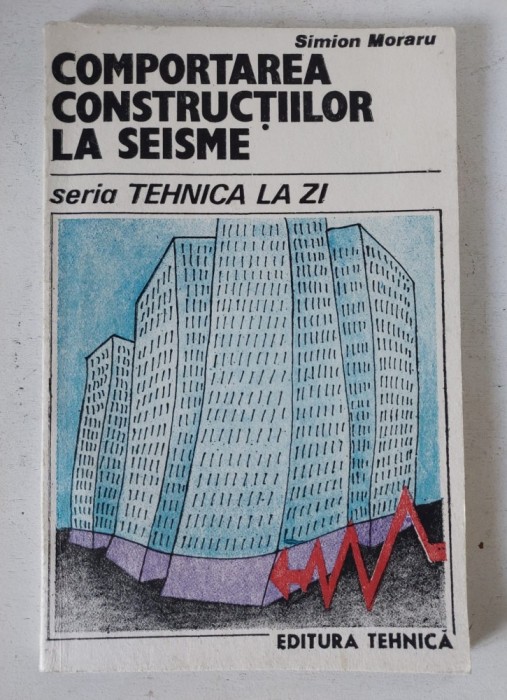 Simion Moraru
COMPORTAREA
CONSTRUCȚIILOR
LA SEISME
seria TEHNICA LA ZI
EDITURA TEHNICĂ